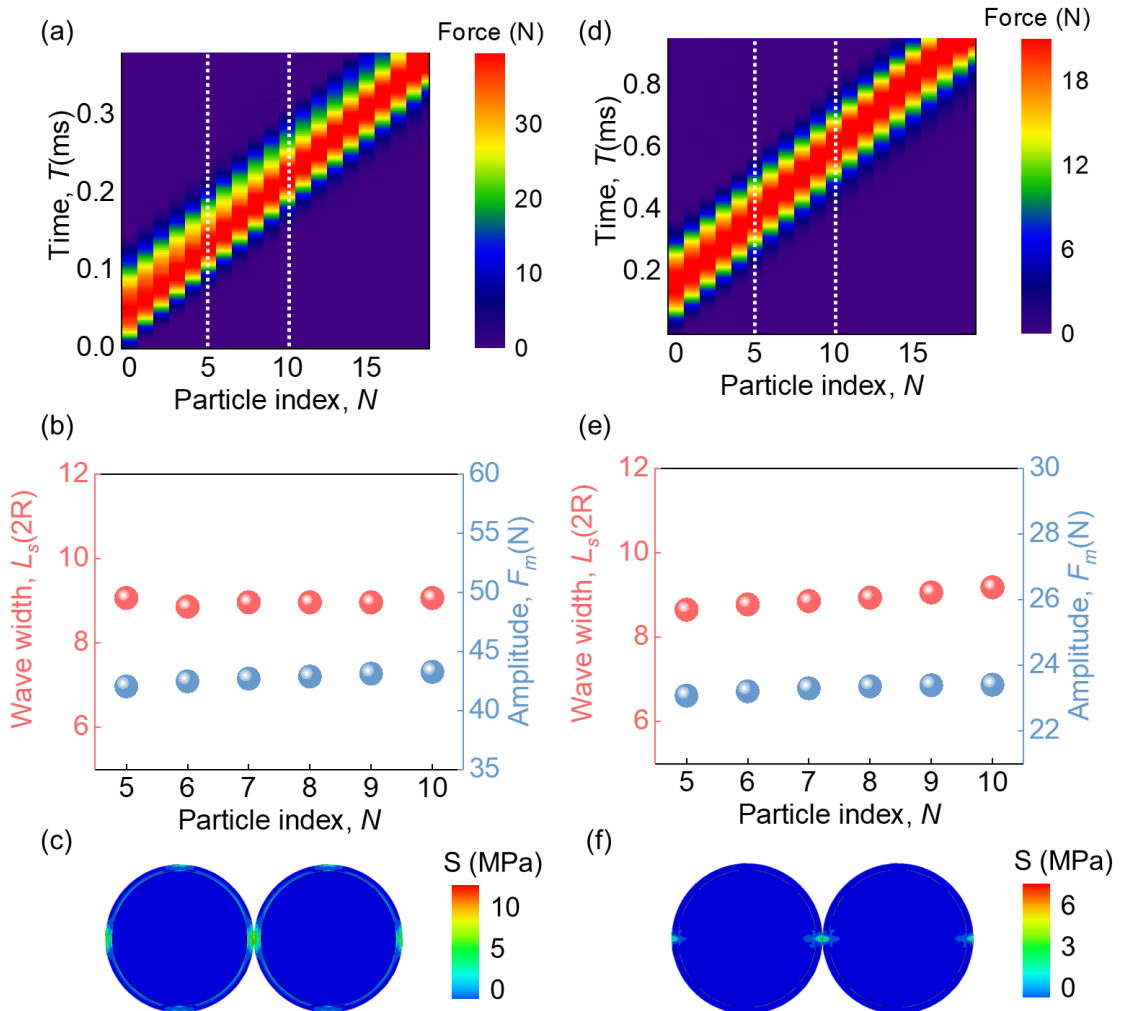 (a)
Force (N)
Time, T(ms)
0.3
0.2
0.1
0.0
0 5 10 15
Particle index, N
30
20
10
0
(d)
Force (N)
Time, T(ms)
0.8
0.6
0.4
0.2
0 5 10 15
Particle index, N
18
12
6
0
(b)
Wave width, Ls(2R)
12
10
8
6
Amplitude, Fm(N)
60
55
50
45
40
35
5 6 7 8 9 10
Particle index, N
(e)
Wave width, Ls(2R)
12
10
8
6
Amplitude, Fm(N)
30
28
26
24
22
5 6 7 8 9 10
Particle index, N
(c)
S (MPa)
10
5
0
(f)
S (MPa)
6
3
0